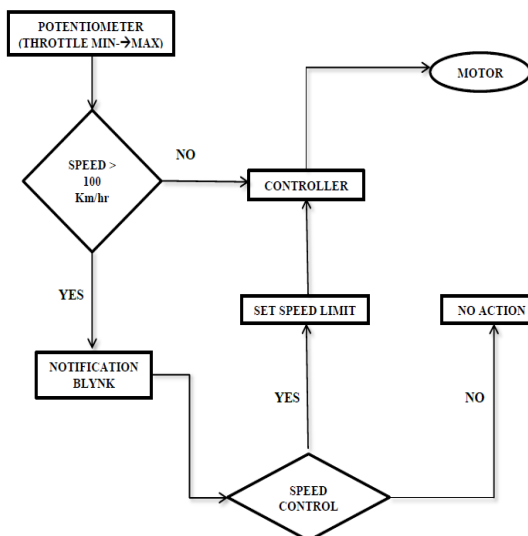 POTENTIOMETER
(THROTTLE MIN-→MAX)
MOTOR
SPEED >
100
Km/hr
NO
CONTROLLER
YES
SET SPEED LIMIT
NO ACTION
NOTIFICATION
BLYNK
YES
NO
SPEED
CONTROL